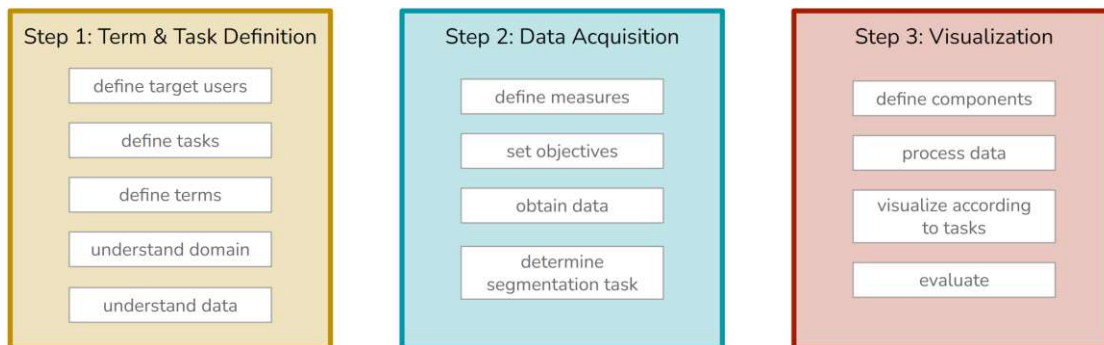 Step 1: Term & Task Definition
define target users
define tasks
define terms
understand domain
understand data
Step 2: Data Acquisition
define measures
set objectives
obtain data
determine
segmentation task
Step 3: Visualization
define components
process data
visualize according
to tasks
evaluate